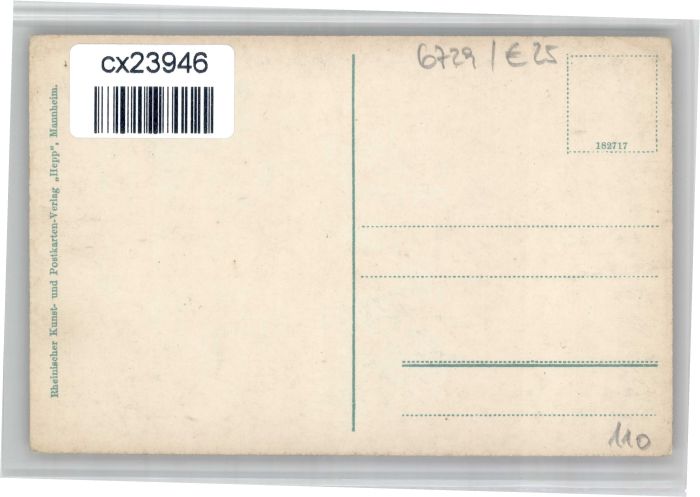 cx23946
6729 / € 25
182717
Rheinischer Kunst- und Postkarten-Verlag „Hepp“, Mannheim.
110